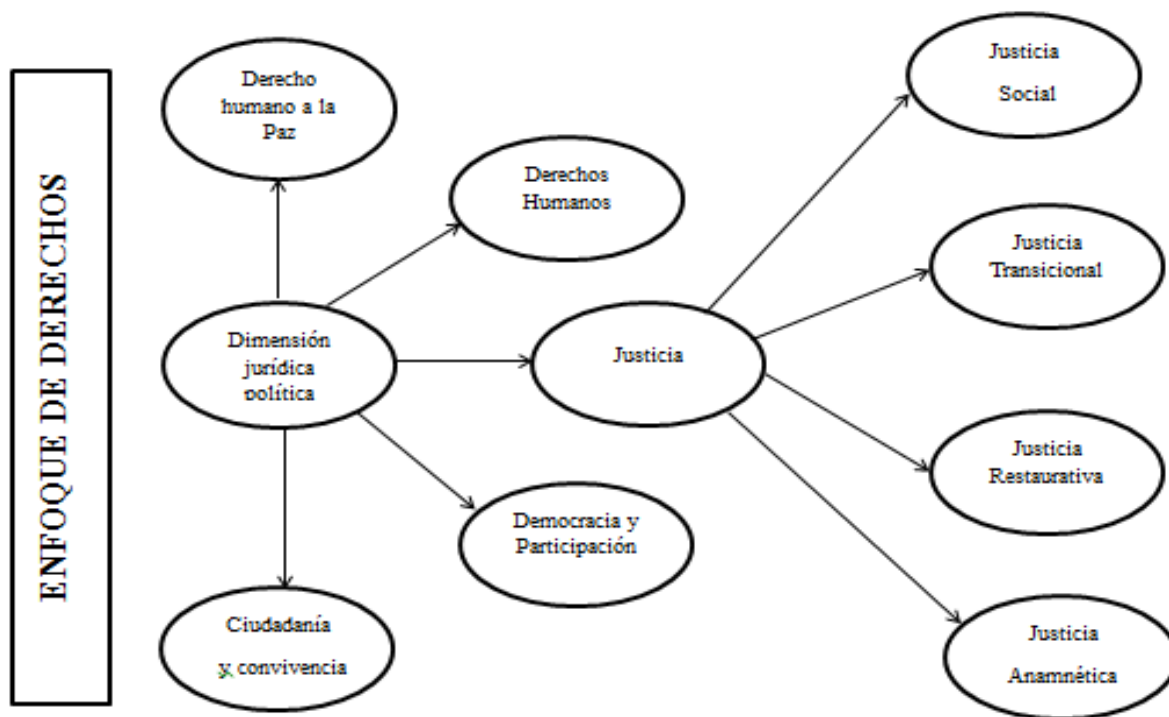 ENFOQUE DE DERECHOS
Derecho
humano a la
Paz
Derechos
Humanos
Dimensión
jurídica
política
Justicia
Democracia y
Participación
Ciudadanía
y convivencia
Justicia
Social
Justicia
Transicional
Justicia
Restaurativa
Justicia
Anamnética